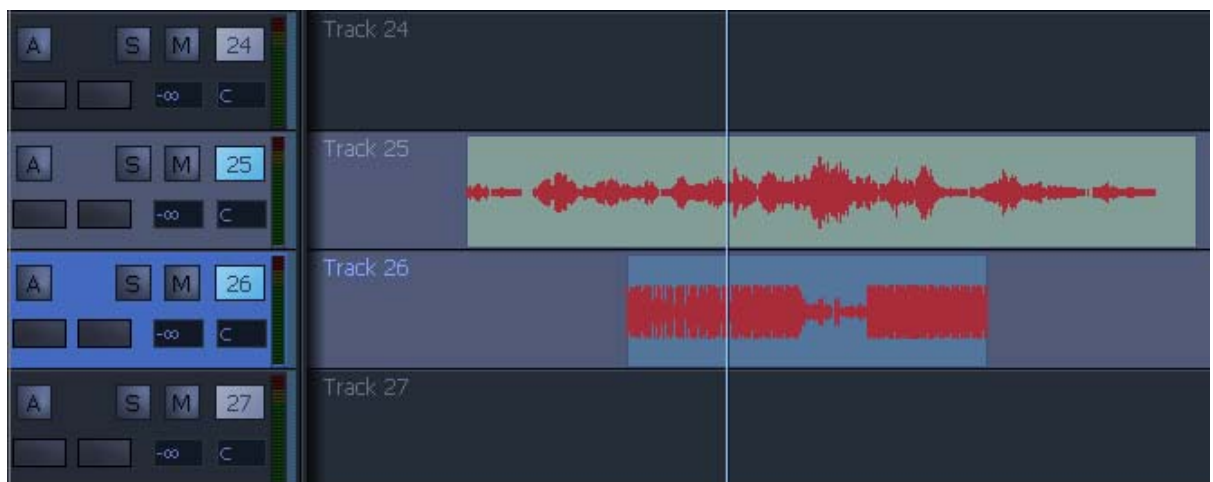 A S M 24 Track 24
-∞ C
A S M 25 Track 25
-∞ C
A S M 26 Track 26
-∞ C
A S M 27 Track 27
-∞ C